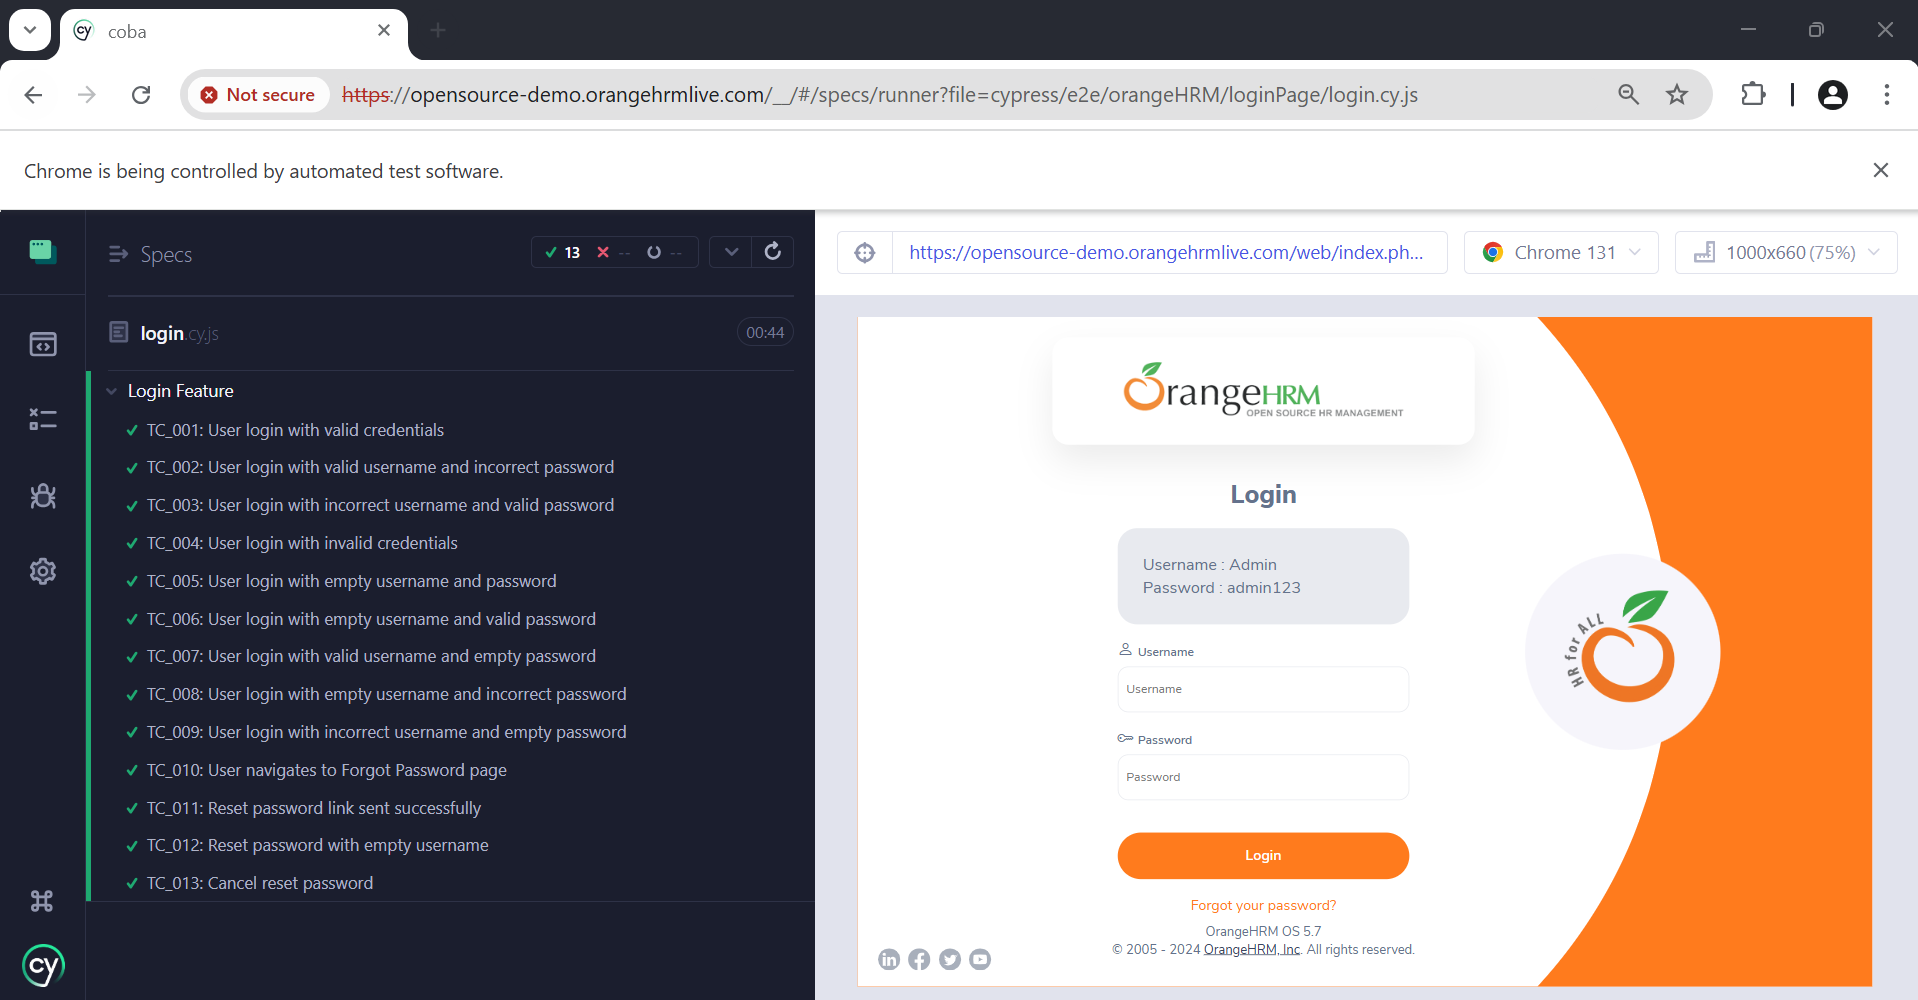 coba
Not secure https://opensource-demo.orangehrmlive.com/__/#/specs/runner?file=cypress/e2e/orangeHRM/loginPage/login.cy.js
Chrome is being controlled by automated test software.
Specs 13 -- --
login.cy.js 00:44
Login Feature
TC_001: User login with valid credentials
TC_002: User login with valid username and incorrect password
TC_003: User login with incorrect username and valid password
TC_004: User login with invalid credentials
TC_005: User login with empty username and password
TC_006: User login with empty username and valid password
TC_007: User login with valid username and empty password
TC_008: User login with empty username and incorrect password
TC_009: User login with incorrect username and empty password
TC_010: User navigates to Forgot Password page
TC_011: Reset password link sent successfully
TC_012: Reset password with empty username
TC_013: Cancel reset password
cy
https://opensource-demo.orangehrmlive.com/web/index.ph... Chrome 131 1000x660 (75%)
OrangeHRM
OPEN SOURCE HR MANAGEMENT
Login
Username : Admin
Password : admin123
Username
Username
Password
Password
Login
Forgot your password?
OrangeHRM OS 5.7
© 2005 - 2024 OrangeHRM, Inc. All rights reserved.
HR for ALL